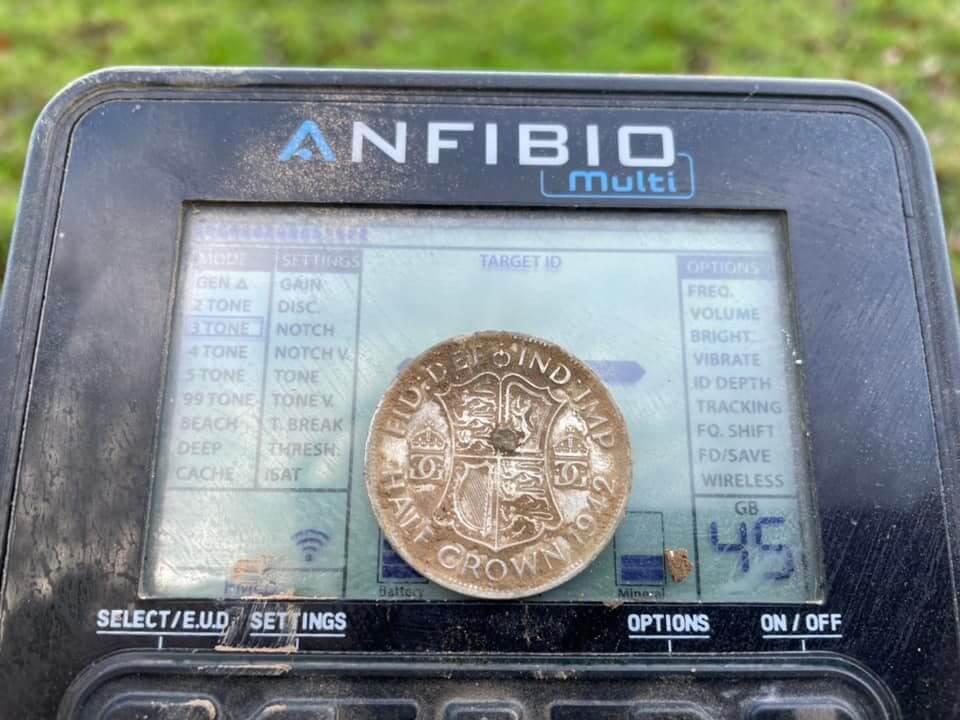 ANFIBIO
Multi
MODE
GEN
2 TONE
3 TONE
4 TONE
5 TONE
99 TONE
BEACH
DEEP
CACHE
SETTINGS
GAIN
DISC.
NOTCH
NOTCH V.
TONE
TONE V.
T. BREAK
THRESH.
iSAT
TARGET ID
OPTIONS
FREQ.
VOLUME
BRIGHT.
VIBRATE
ID DEPTH
TRACKING
FQ. SHIFT
FD/SAVE
WIRELESS
GB
45
FID: DEF IND: IMP
HALF CROWN 1942
Battery
Mineral
SELECT/E.U.D
SETTINGS
OPTIONS
ON / OFF